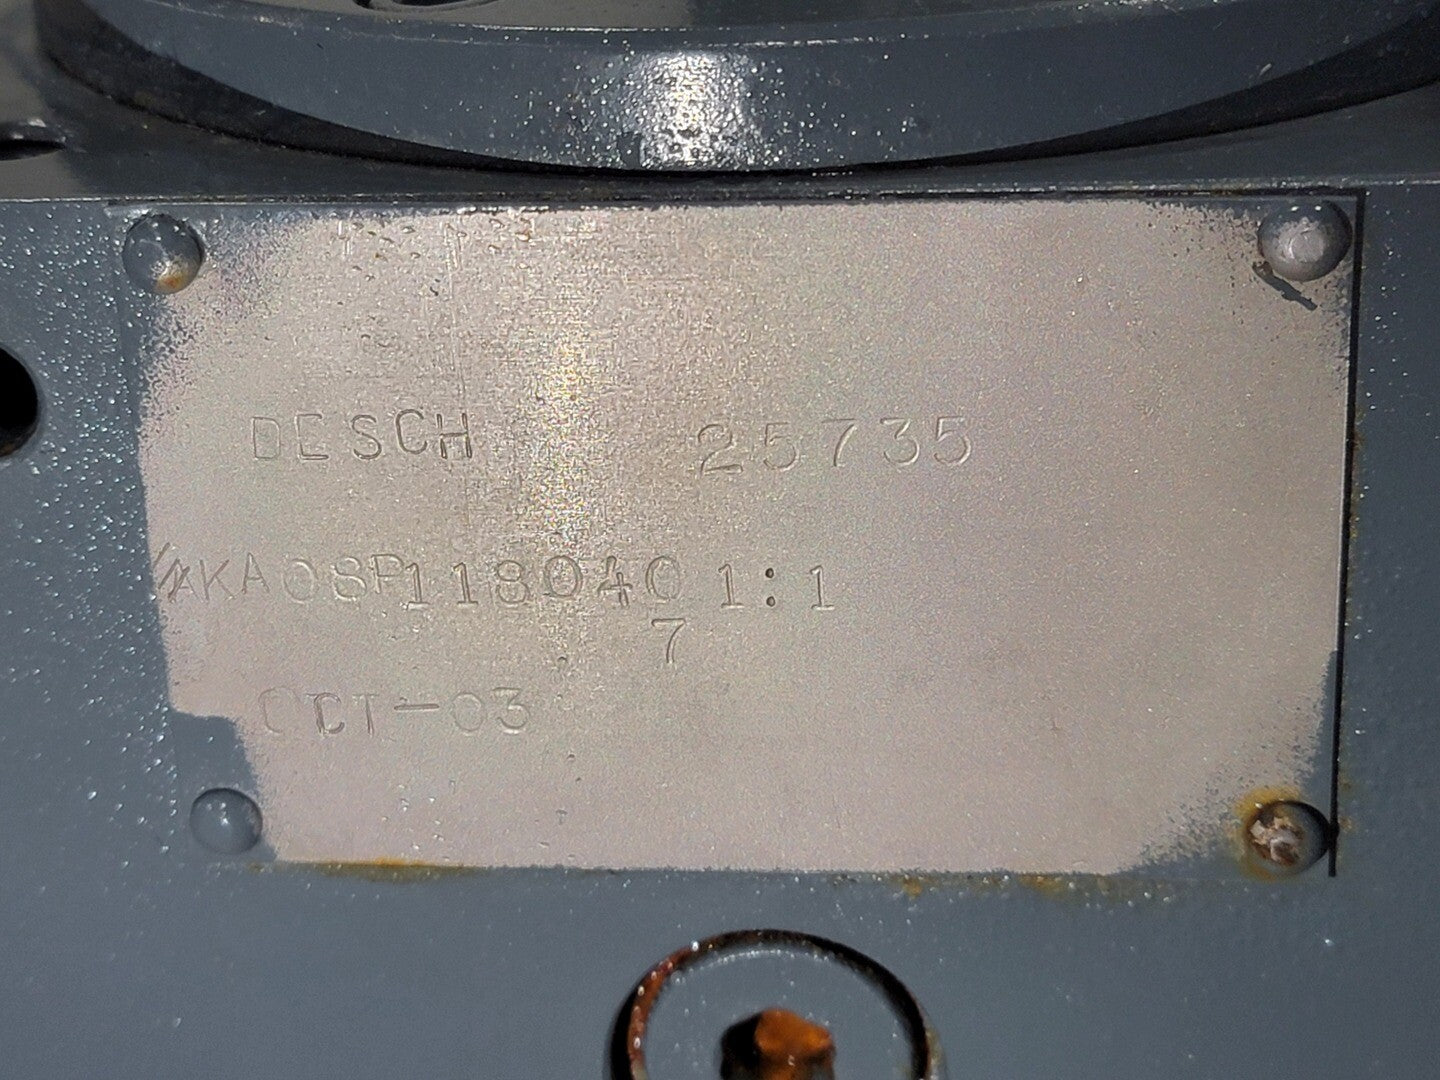 DESCH 25735
AKA08P118040 1:1
7
OCT-03